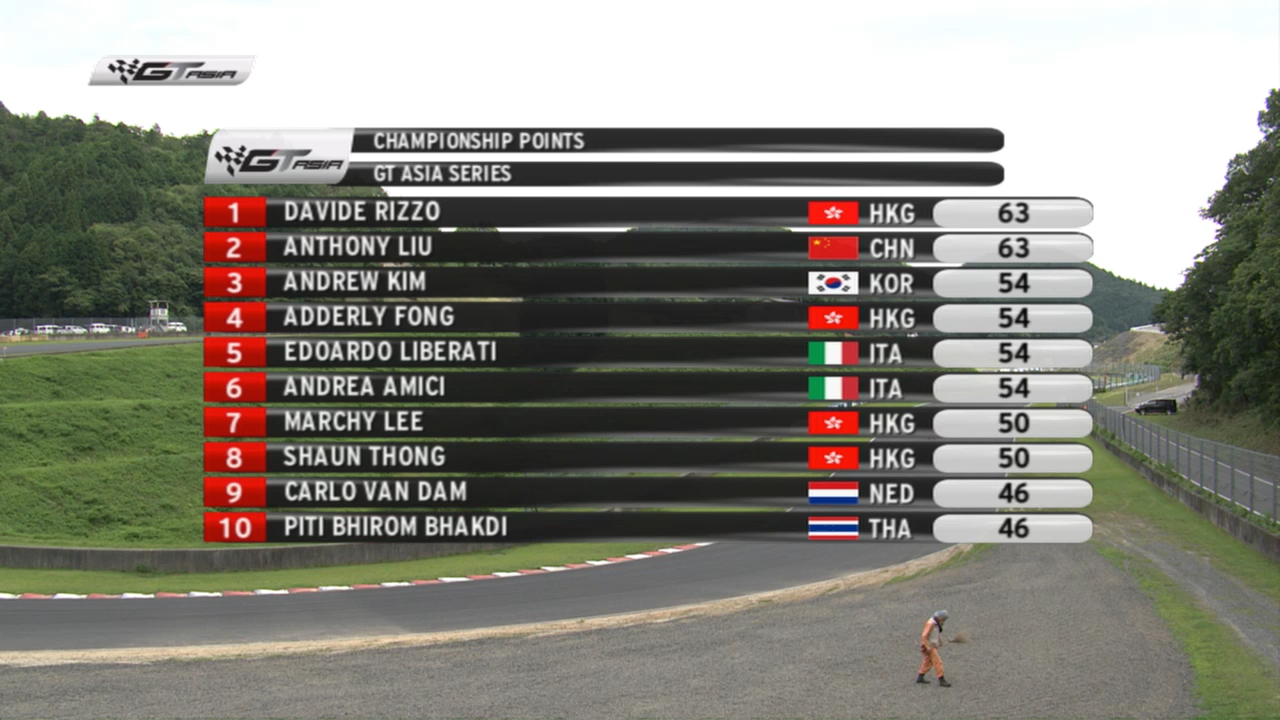 GT ASIA
CHAMPIONSHIP POINTS
GT ASIA
GT ASIA SERIES
1 DAVIDE RIZZO HKG 63
2 ANTHONY LIU CHN 63
3 ANDREW KIM KOR 54
4 ADDERLY FONG HKG 54
5 EDOARDO LIBERATI ITA 54
6 ANDREA AMICI ITA 54
7 MARCHY LEE HKG 50
8 SHAUN THONG HKG 50
9 CARLO VAN DAM NED 46
10 PITI BHIROM BHAKDI THA 46